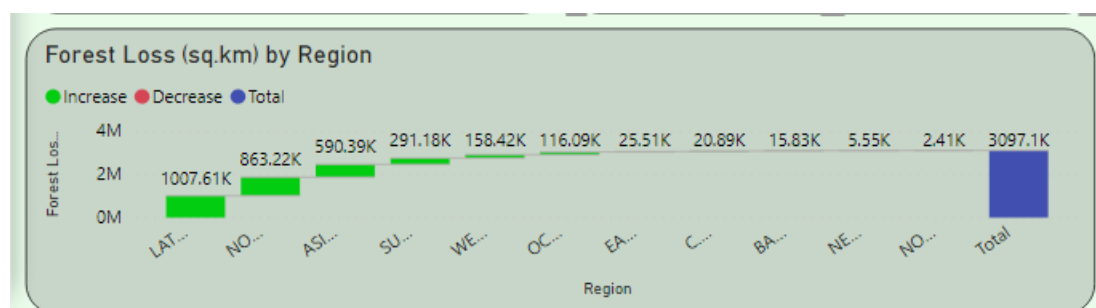 Forest Loss (sq.km) by Region
Increase Decrease Total
Forest Los...
4M
2M
0M
1007.61K
863.22K
590.39K
291.18K
158.42K
116.09K
25.51K
20.89K
15.83K
5.55K
2.41K
3097.1K
LAT...
NO...
ASI...
SU...
WE...
OC...
EA...
C....
BA...
NE...
NO...
Total
Region